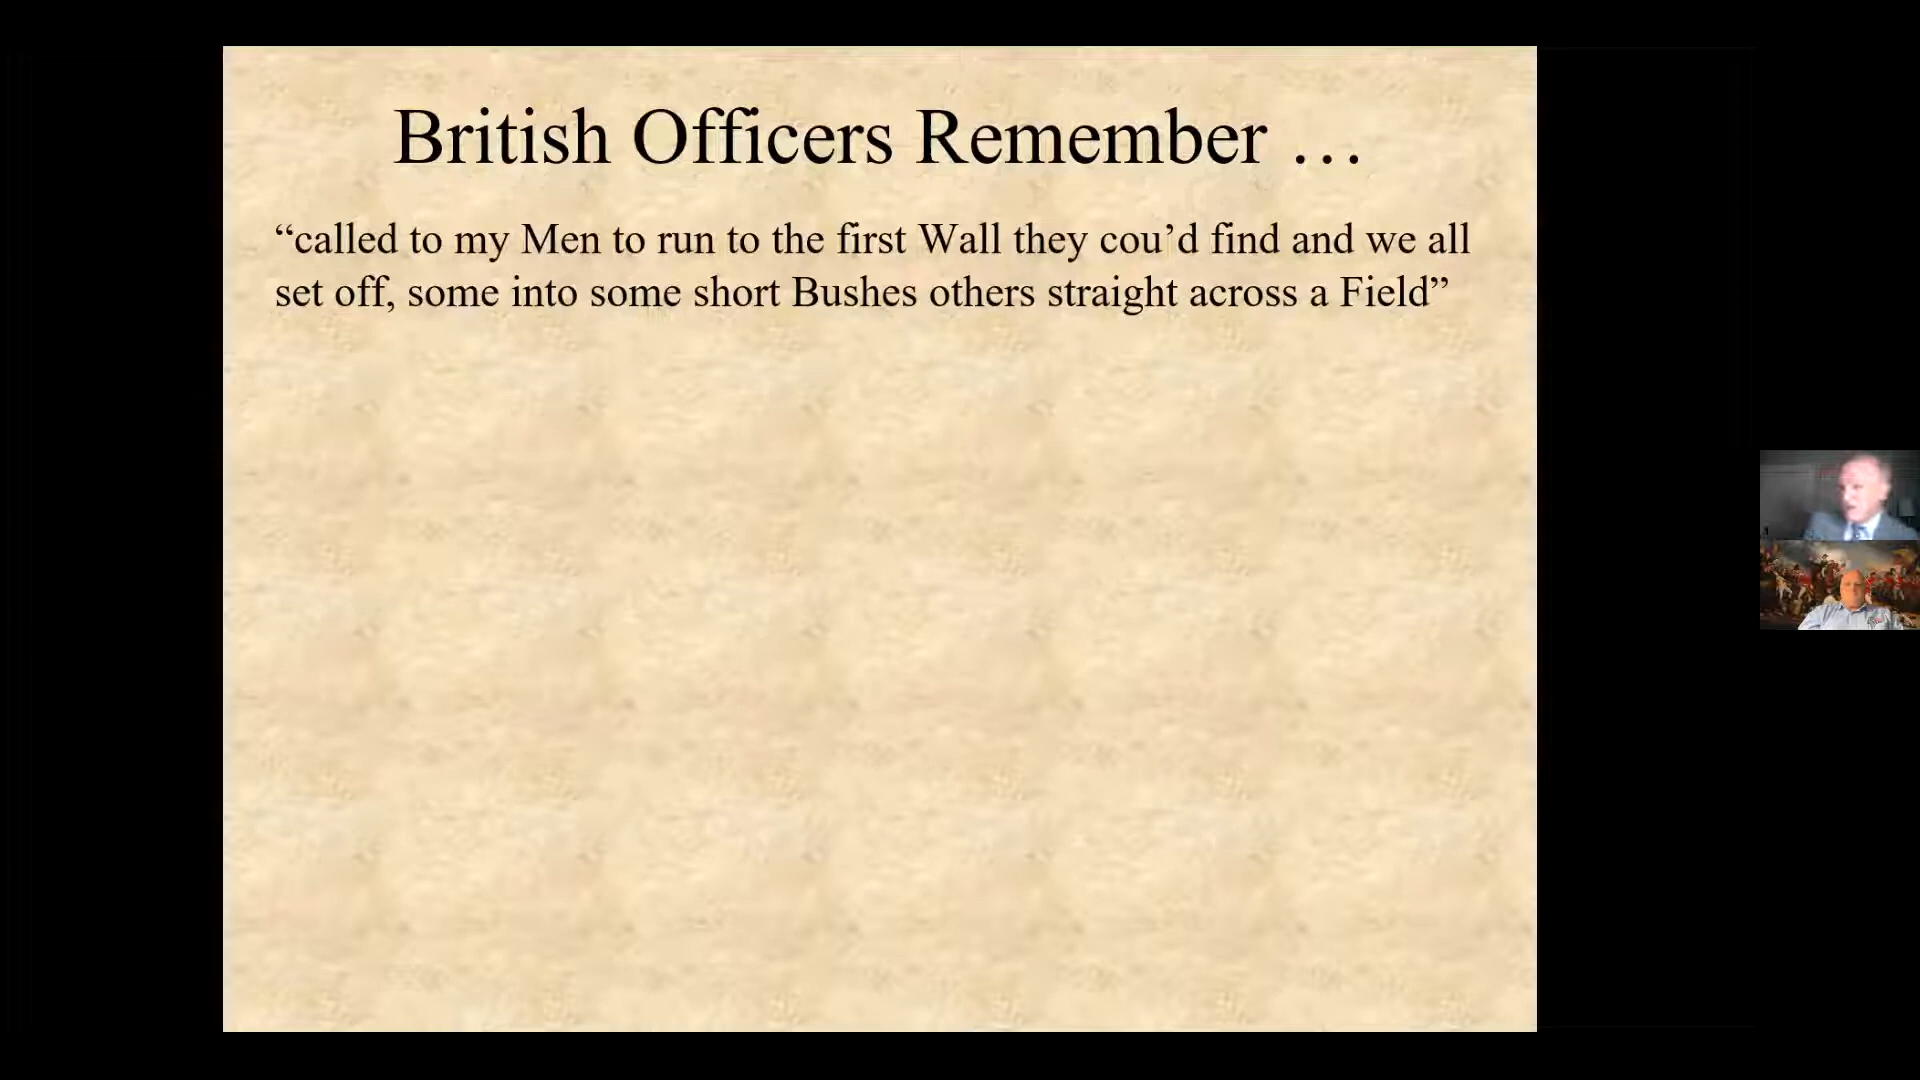 British Officers Remember …
“called to my Men to run to the first Wall they cou’d find and we all
set off, some into some short Bushes others straight across a Field”